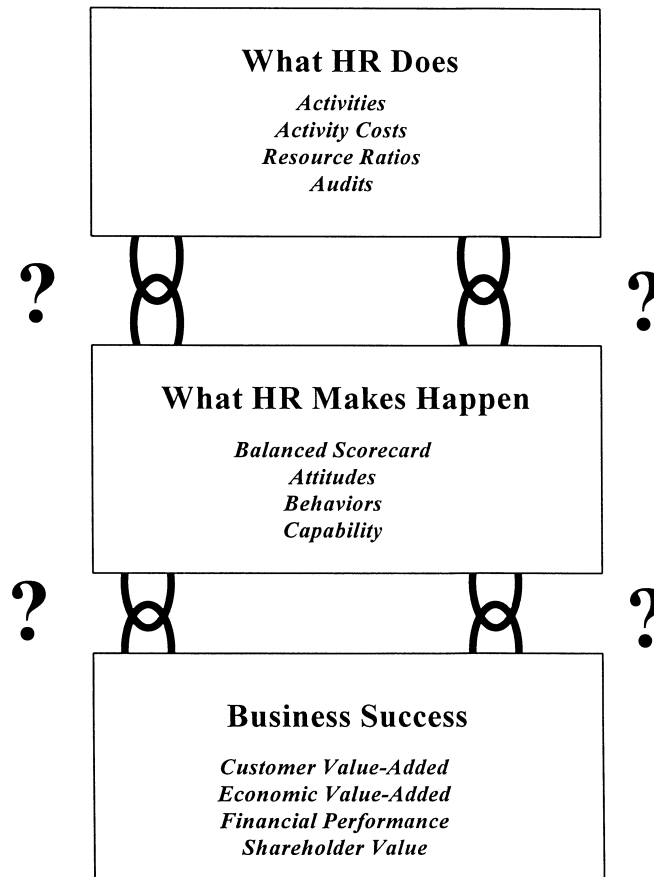 What HR Does
Activities
Activity Costs
Resource Ratios
Audits
?
?
What HR Makes Happen
Balanced Scorecard
Attitudes
Behaviors
Capability
?
?
Business Success
Customer Value-Added
Economic Value-Added
Financial Performance
Shareholder Value